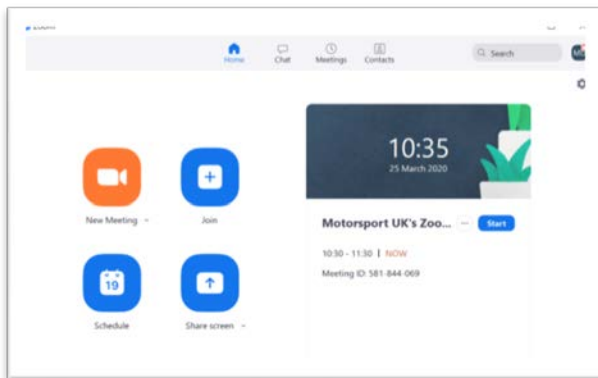 Home Chat Meetings Contacts
Search
10:35
25 March 2020
New Meeting Join
Motorsport UK's Zoo... Start
10:30 - 11:30 | NOW
Meeting ID: 581-844-069
19
Schedule Share screen